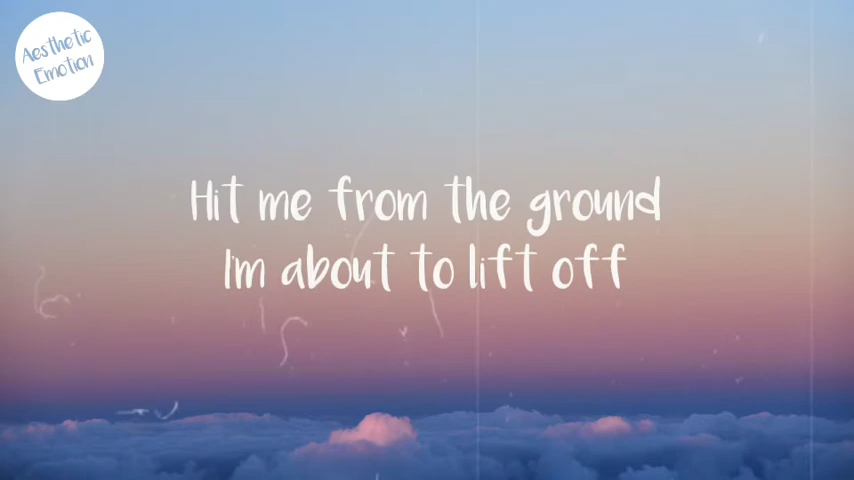 Aesthetic
Emotion
Hit me from the ground
I'm about to lift off